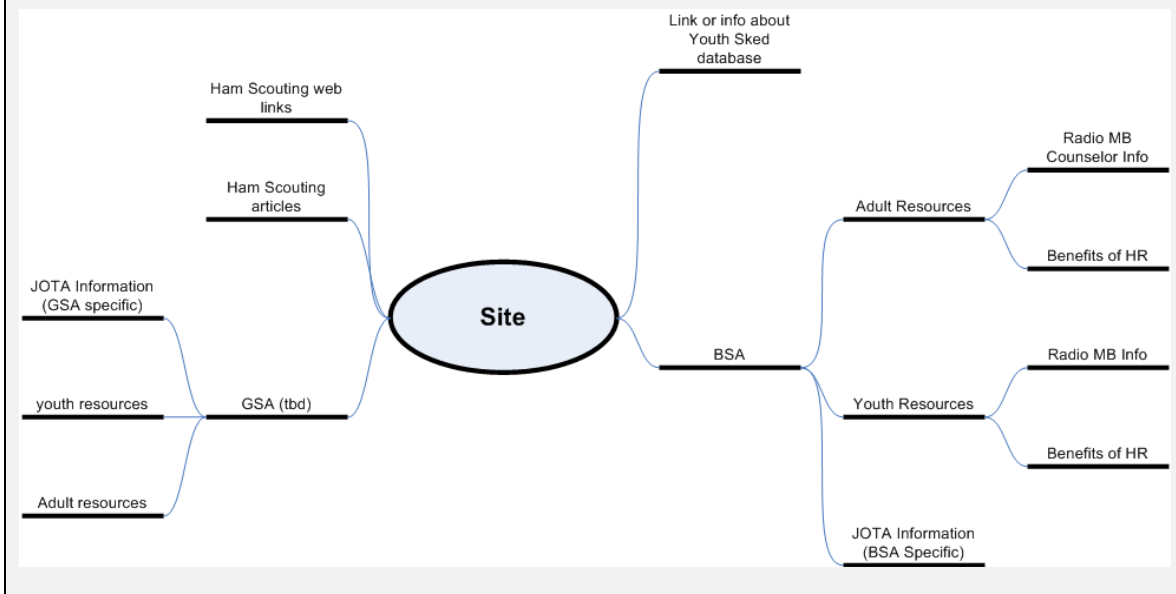 Link or info about
Youth Sked
database
Ham Scouting web
links
Ham Scouting
articles
JOTA Information
(GSA specific)
youth resources
GSA (tbd)
Adult resources
Site
BSA
Adult Resources
Radio MB
Counselor Info
Benefits of HR
Youth Resources
Radio MB Info
Benefits of HR
JOTA Information
(BSA Specific)